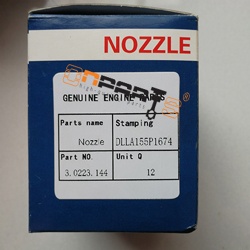 NOZZLE
GENUINE ENGINE PARTS
Parts name Stamping
Nozzle DLLA155P1674
Part NO. Unit Q
3.0223.144 12